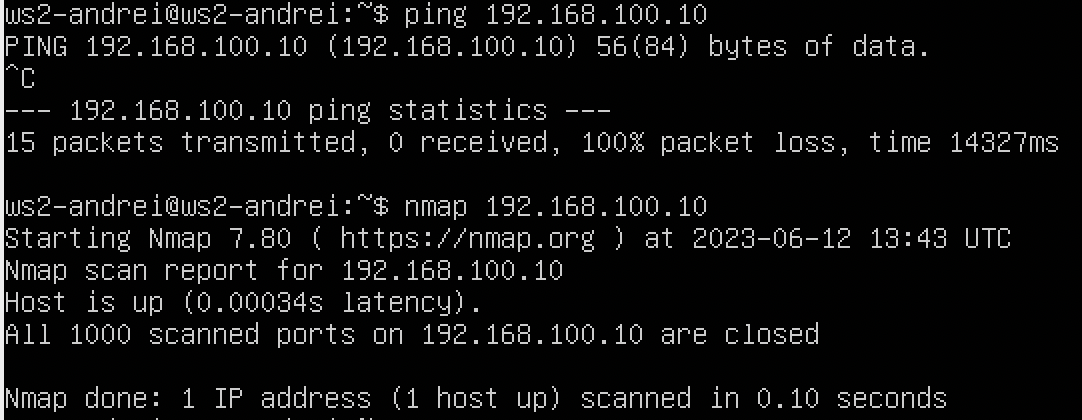 ws2-andrei@ws2-andrei:~$ ping 192.168.100.10
PING 192.168.100.10 (192.168.100.10) 56(84) bytes of data.
^C
--- 192.168.100.10 ping statistics ---
15 packets transmitted, 0 received, 100% packet loss, time 14327ms
ws2-andrei@ws2-andrei:~$ nmap 192.168.100.10
Starting Nmap 7.80 ( https://nmap.org ) at 2023-06-12 13:43 UTC
Nmap scan report for 192.168.100.10
Host is up (0.00034s latency).
All 1000 scanned ports on 192.168.100.10 are closed
Nmap done: 1 IP address (1 host up) scanned in 0.10 seconds